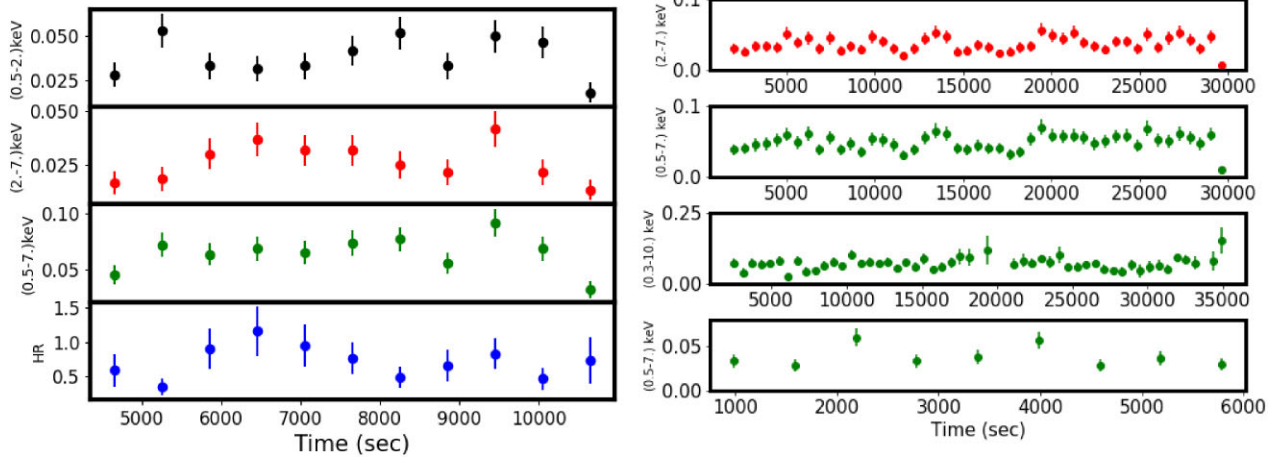 (0.5-2.)keV
0.050
0.025
(2.-7.)keV
0.050
0.025
(0.5-7.)keV
0.10
0.05
HR
1.5
1.0
0.5
5000 6000 7000 8000 9000 10000
Time (sec)
(2.-7.) keV
0.1
0.0
5000 10000 15000 20000 25000 30000
(0.5-7.) keV
0.1
0.0
5000 10000 15000 20000 25000 30000
(0.3-10.) keV
0.25
0.00
5000 10000 15000 20000 25000 30000 35000
(0.5-7.) keV
0.05
0.00
1000 2000 3000 4000 5000 6000
Time (sec)